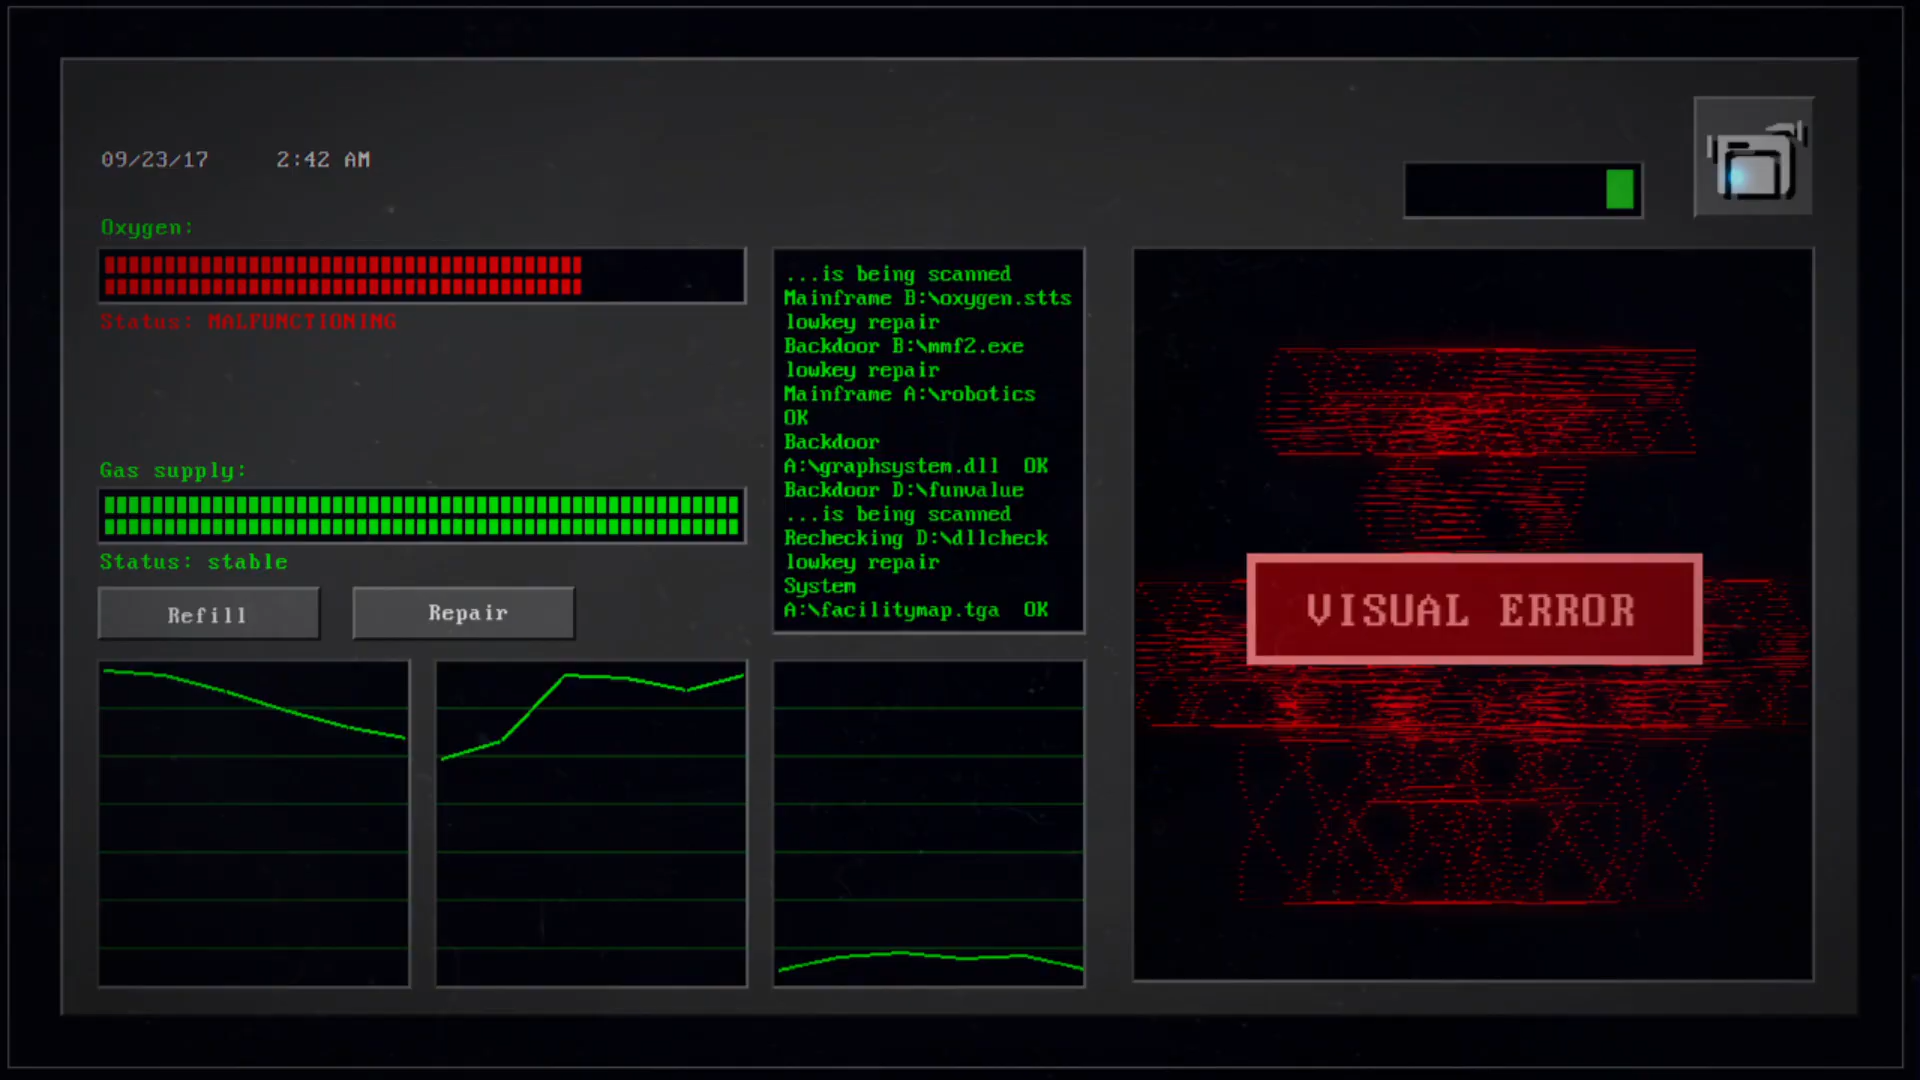 09/23/17 2:42 AM
Oxygen:
Status: MALFUNCTIONING
Gas supply:
Status: stable
Refill Repair
...is being scanned
Mainframe B:\oxygen.stts
lowkey repair
Backdoor B:\mmf2.exe
lowkey repair
Mainframe A:\robotics
OK
Backdoor
A:\graphsystem.dll OK
Backdoor D:\funvalue
...is being scanned
Rechecking D:\dllcheck
lowkey repair
System
A:\facilitymap.tga OK
VISUAL ERROR